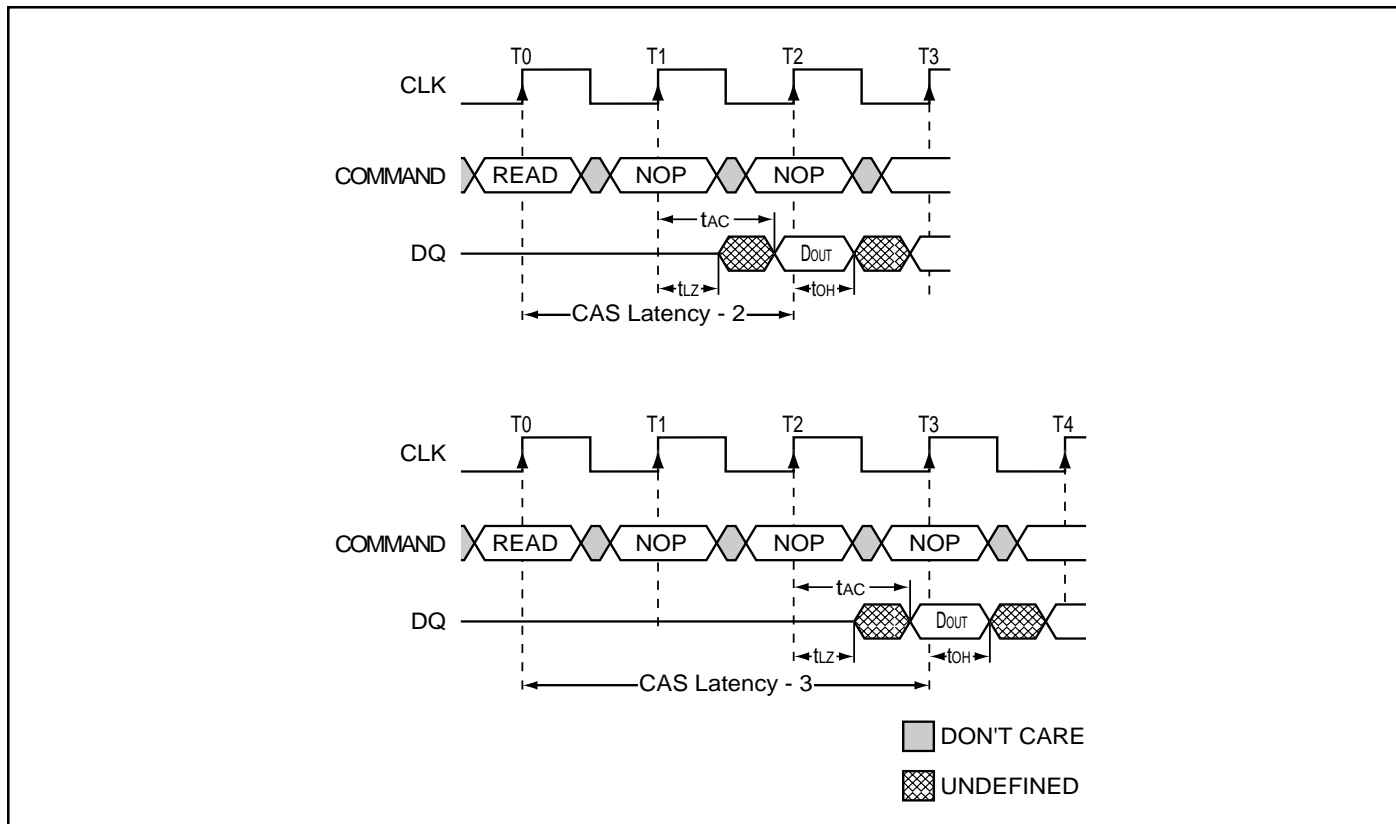 T0 T1 T2 T3
CLK
COMMAND READ NOP NOP
tAC
DQ DOUT
tLZ tOH
CAS Latency - 2
T0 T1 T2 T3 T4
CLK
COMMAND READ NOP NOP NOP
tAC
DQ DOUT
tLZ tOH
CAS Latency - 3
DON'T CARE
UNDEFINED